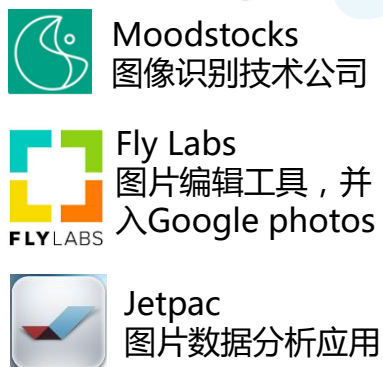 Moodstocks
图像识别技术公司
Fly Labs
图片编辑工具，并
入Google photos
FLYLABS
Jetpac
图片数据分析应用